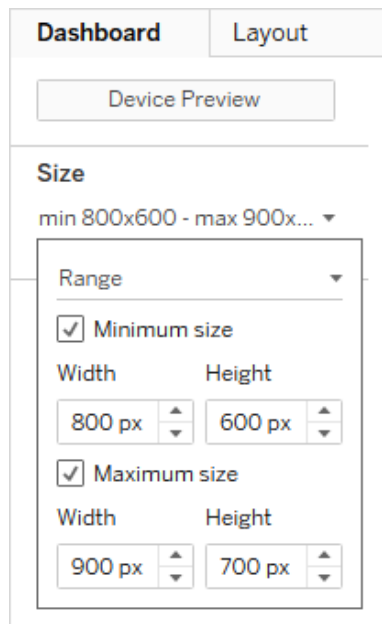 Dashboard Layout
Device Preview
Size
min 800x600 - max 900x...
Range
Minimum size
Width Height
800 px 600 px
Maximum size
Width Height
900 px 700 px